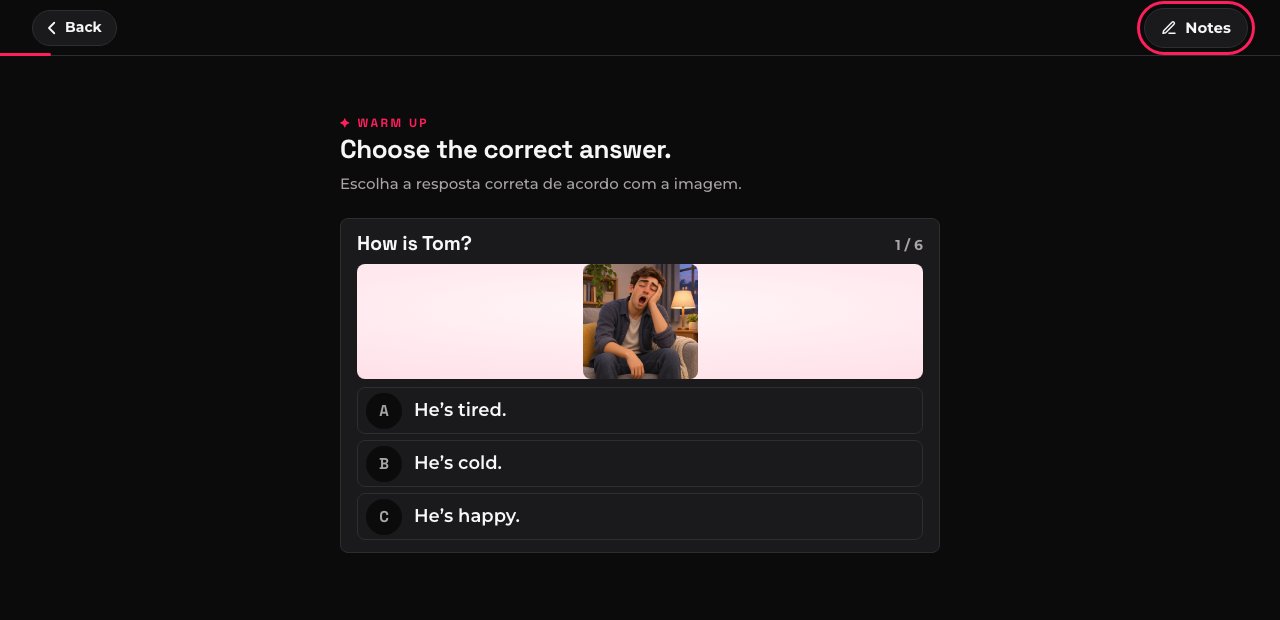 Back
Notes
WARM UP
Choose the correct answer.
Escolha a resposta correta de acordo com a imagem.
How is Tom?
1 / 6
A He’s tired.
B He’s cold.
C He’s happy.